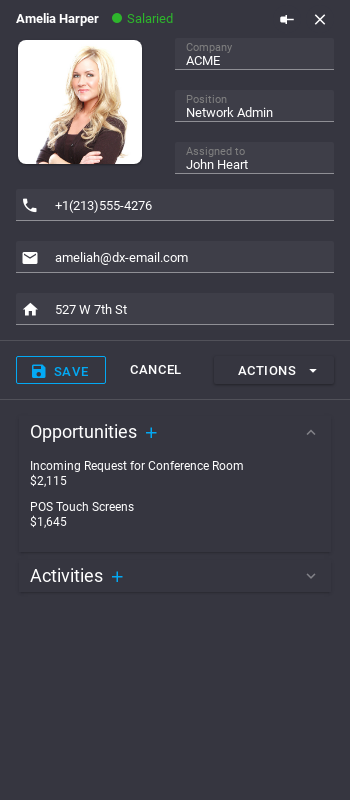 Amelia Harper Salaried
Company
ACME
Position
Network Admin
Assigned to
John Heart
+1(213)555-4276
ameliah@dx-email.com
527 W 7th St
SAVE CANCEL ACTIONS
Opportunities
Incoming Request for Conference Room
$2,115
POS Touch Screens
$1,645
Activities